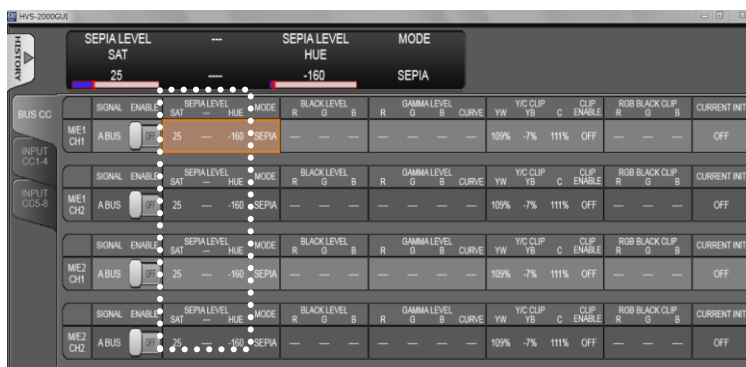 HVS-2000GUI
HISTORY
SEPIA LEVEL --- SEPIA LEVEL MODE
SAT HUE
25 ---- -160 SEPIA
BUS CC
INPUT
CC1-4
INPUT
CC5-8
SIGNAL ENABLE SEPIA LEVEL MODE BLACK LEVEL GAMMA LEVEL Y/C CLIP CLIP RGB BLACK CLIP CURRENT INIT
SAT --- HUE R G B R G B CURVE YW YB C ENABLE R G B
M/E1
CH1 A BUS OFF 25 --- -160 SEPIA --- --- --- --- --- --- --- 109% -7% 111% OFF --- --- --- OFF
SIGNAL ENABLE SEPIA LEVEL MODE BLACK LEVEL GAMMA LEVEL Y/C CLIP CLIP RGB BLACK CLIP CURRENT INIT
SAT --- HUE R G B R G B CURVE YW YB C ENABLE R G B
M/E1
CH2 A BUS OFF 25 --- -160 SEPIA --- --- --- --- --- --- --- 109% -7% 111% OFF --- --- --- OFF
SIGNAL ENABLE SEPIA LEVEL MODE BLACK LEVEL GAMMA LEVEL Y/C CLIP CLIP RGB BLACK CLIP CURRENT INIT
SAT --- HUE R G B R G B CURVE YW YB C ENABLE R G B
M/E2
CH1 A BUS OFF 25 --- -160 SEPIA --- --- --- --- --- --- --- 109% -7% 111% OFF --- --- --- OFF
SIGNAL ENABLE SEPIA LEVEL MODE BLACK LEVEL GAMMA LEVEL Y/C CLIP CLIP RGB BLACK CLIP CURRENT INIT
SAT --- HUE R G B R G B CURVE YW YB C ENABLE R G B
M/E2
CH2 A BUS OFF 25 --- -160 SEPIA --- --- --- --- --- --- --- 109% -7% 111% OFF --- --- --- OFF